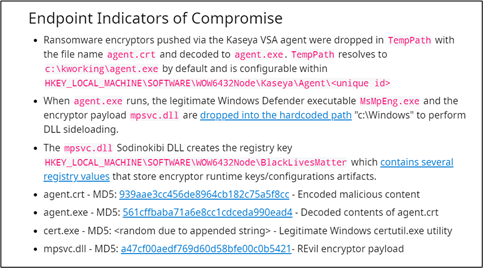 Endpoint Indicators of Compromise
• Ransomware encryptors pushed via the Kaseya VSA agent were dropped in TempPath with
the file name agent.crt and decoded to agent.exe. TempPath resolves to
c:\kworking\agent.exe by default and is configurable within
HKEY_LOCAL_MACHINE\SOFTWARE\WOW6432Node\Kaseya\Agent\<unique id>
• When agent.exe runs, the legitimate Windows Defender executable MsMpEng.exe and the
encryptor payload mpsvc.dll are dropped into the hardcoded path "c:\Windows" to perform
DLL sideloading.
• The mpsvc.dll Sodinokibi DLL creates the registry key
HKEY_LOCAL_MACHINE\SOFTWARE\WOW6432Node\BlackLivesMatter which contains several
registry values that store encryptor runtime keys/configurations artifacts.
• agent.crt - MD5: 939aae3cc456de8964cb182c75a5f8cc - Encoded malicious content
• agent.exe - MD5: 561cffbaba71a6e8cc1cdceda990ead4 - Decoded contents of agent.crt
• cert.exe - MD5: <random due to appended string> - Legitimate Windows certutil.exe utility
• mpsvc.dll - MD5: a47cf00aedf769d60d58bfe00c0b5421- REvil encryptor payload